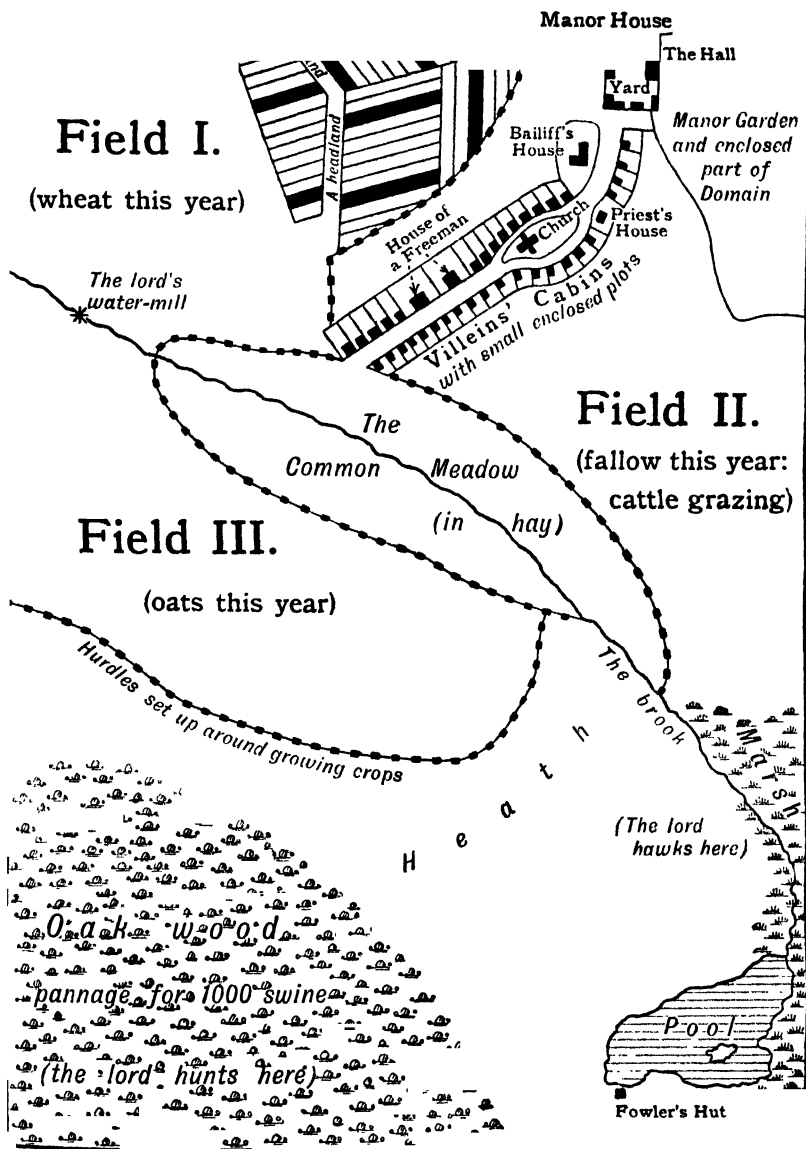 Manor House
The Hall
Yard
Bailiff's
House
Manor Garden
and enclosed
part of
Domain
Field I.
(wheat this year)
A headland
House of
a Freeman
Church
Priest's
House
Villeins' Cabins
with small enclosed plots
The lord's
water-mill
Field II.
(fallow this year:
cattle grazing)
The
Common Meadow
(in hay)
Field III.
(oats this year)
Hurdles set up around growing crops
The brook
Marsh
Heath
(The lord
hawks here)
Oak wood
pannage for 1000 swine
(the lord hunts here)
Pool
Fowler's Hut